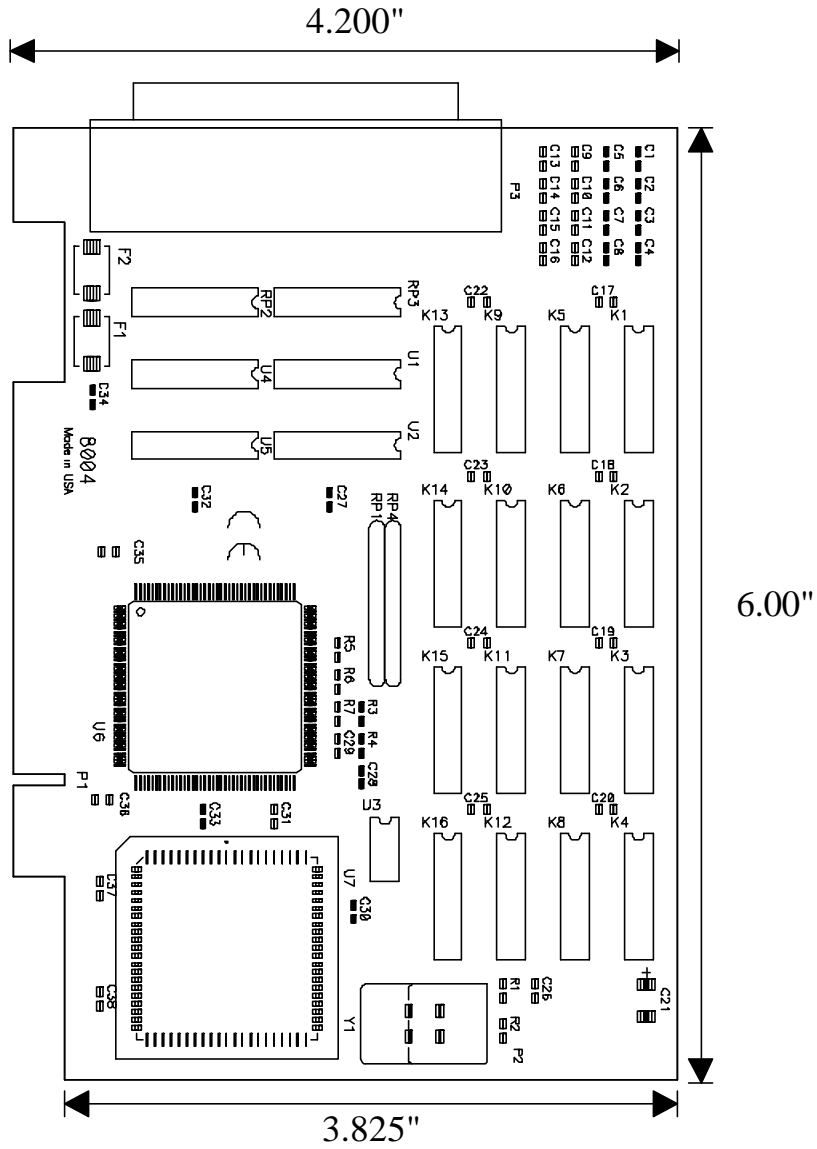 4.200"
C13 C9 C5 C1
C14 C10 C6 C2
C15 C11 C7 C3
C16 C12 C8 C4
P3
F2
F1
C34
8004
Made in USA
RP2 RP3
U4 U1
U5 U2
C22 C17
K13 K9 K5 K1
C23 C18
K14 K10 K6 K2
C32 C27
RP1 RP4
C35
6.00"
C24 C19
K15 K11 K7 K3
R5
R6
R7 R3
C29 R4
C28
U6
P1
C36 C33 C31
U3
C25 C20
K16 K12 K8 K4
U7
C37
C30
C38
Y1
R1 C26
R2
P2
+
C21
3.825"